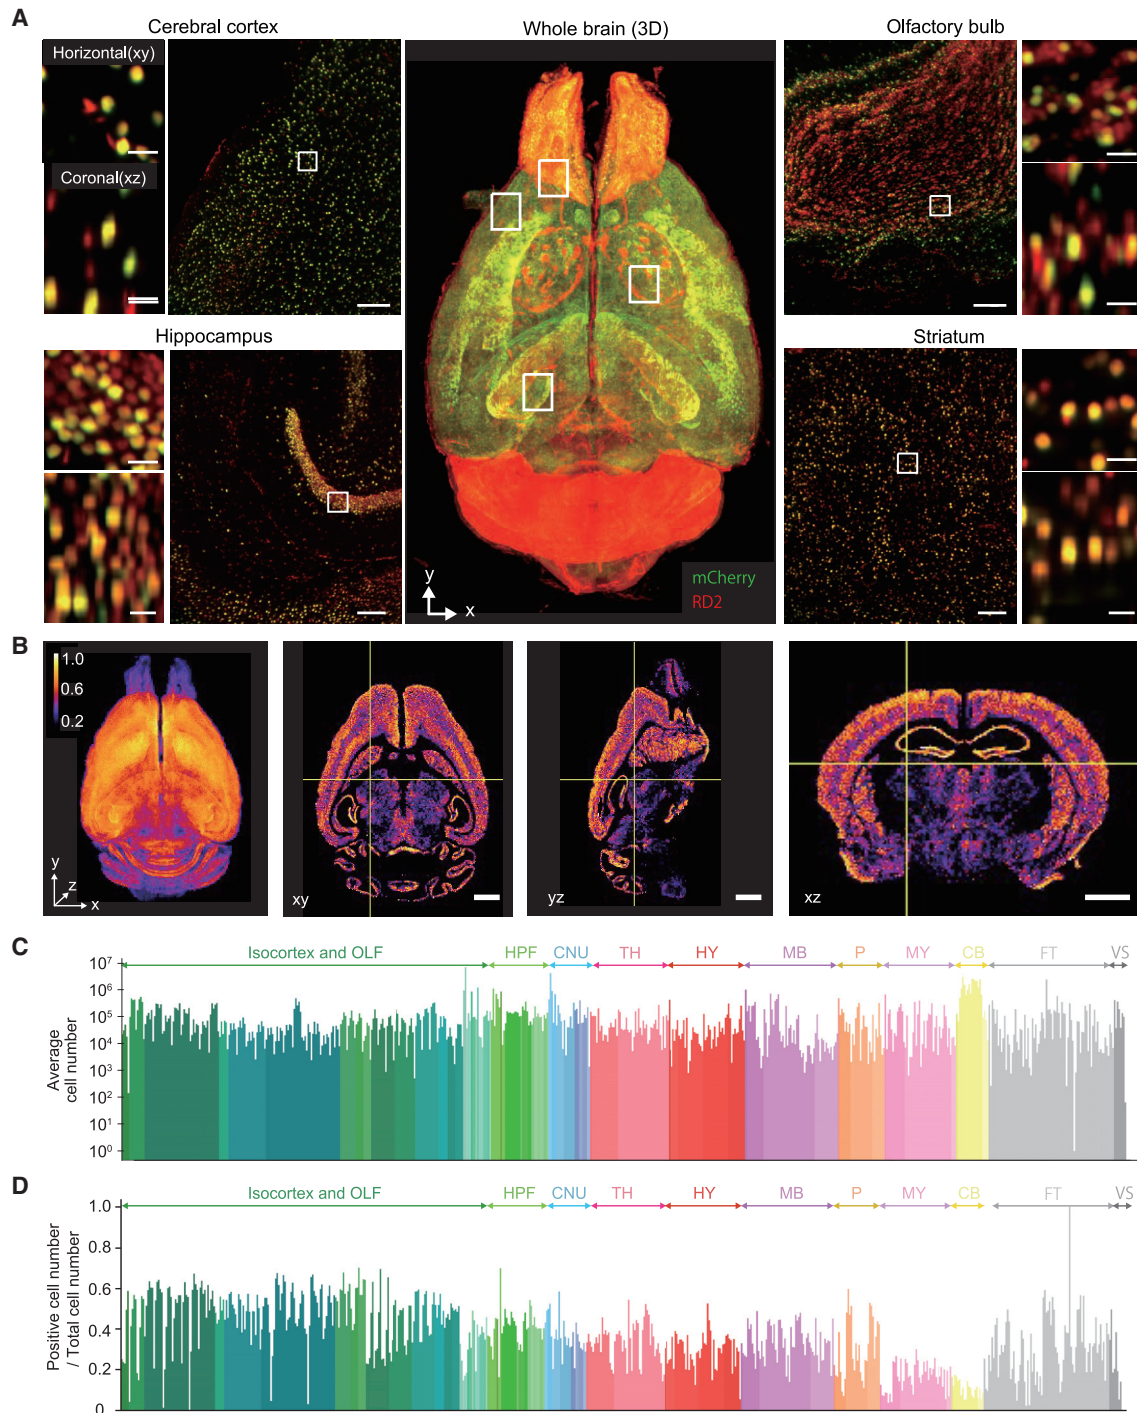 A
Cerebral cortex
Whole brain (3D)
Olfactory bulb
Horizontal(xy)
Coronal(xz)
Hippocampus
Striatum
y
x
mCherry
RD2
B
1.0
0.6
0.2
y
z
x
xy
yz
xz
C
Isocortex and OLF HPF CNU TH HY MB P MY CB FT VS
10⁷
10⁶
10⁵
10⁴
10³
10²
10¹
10⁰
Average
cell number
D
Isocortex and OLF HPF CNU TH HY MB P MY CB FT VS
1.0
0.8
0.6
0.4
0.2
0
Positive cell number
/ Total cell number